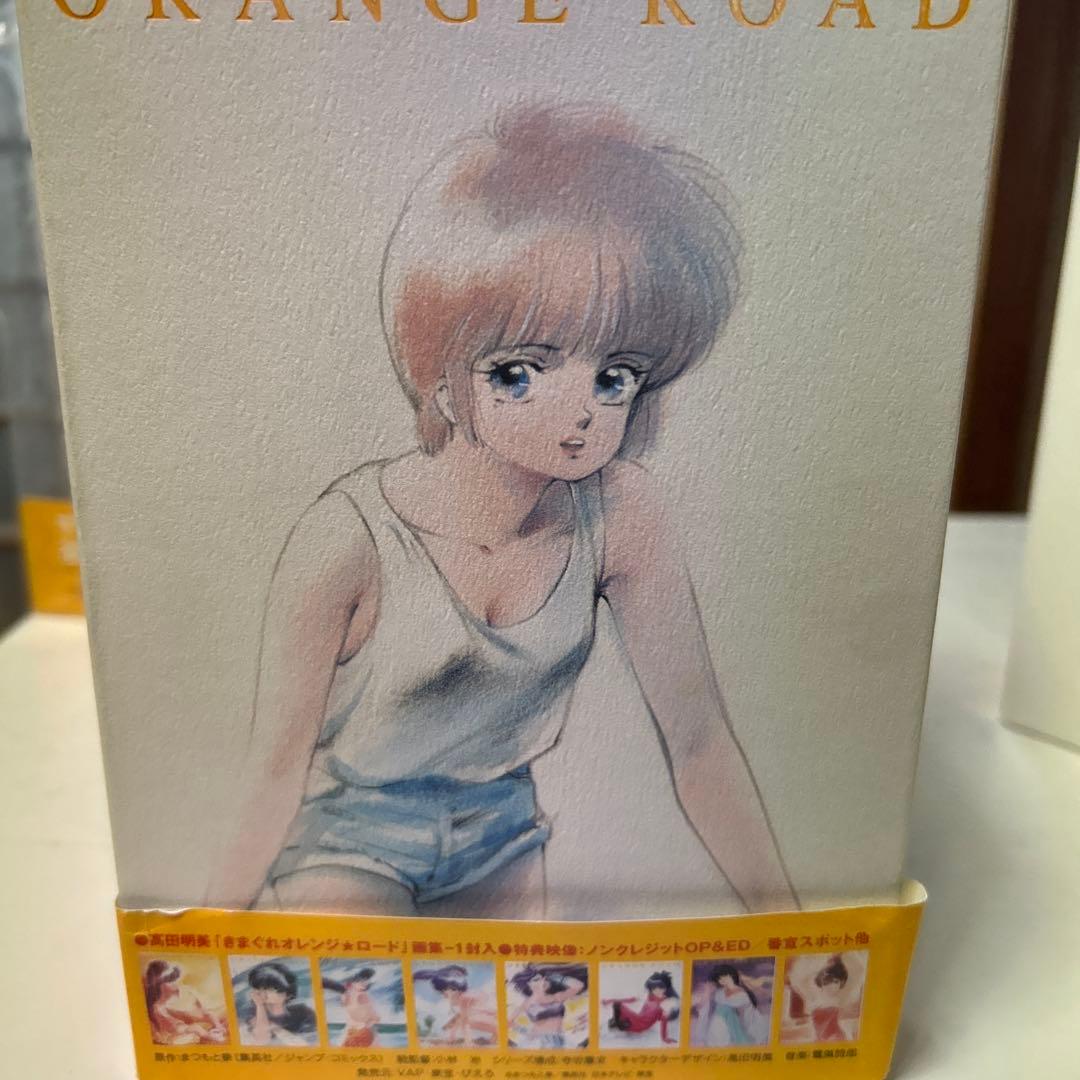 ORANGE ROAD
●高田明美「きまぐれオレンジ★ロード」画集-1封入●特典映像:ノンクレジットOP&ED/番宣スポット他
原作:まつもと泉(集英社/ジャンプ・コミックス) 総監督:小林 治 シリーズ構成:寺田憲史 キャラクターデザイン:高田明美 音楽:鷺巣詩郎
発売元:VAP・東宝・ぴえろ